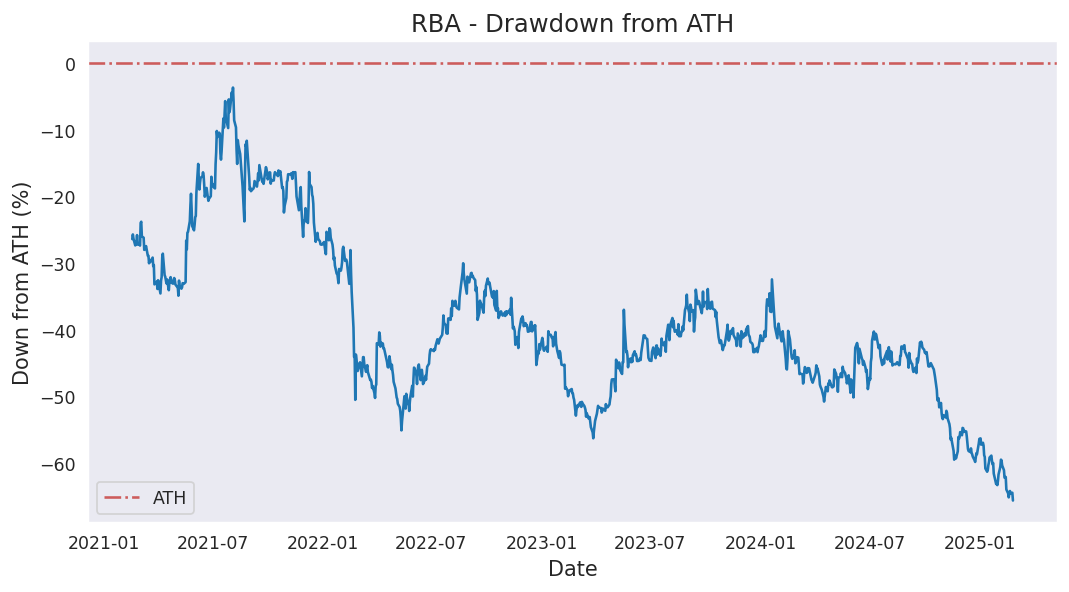 RBA - Drawdown from ATH
Down from ATH (%)
0
−10
−20
−30
−40
−50
−60
ATH
2021-01 2021-07 2022-01 2022-07 2023-01 2023-07 2024-01 2024-07 2025-01
Date